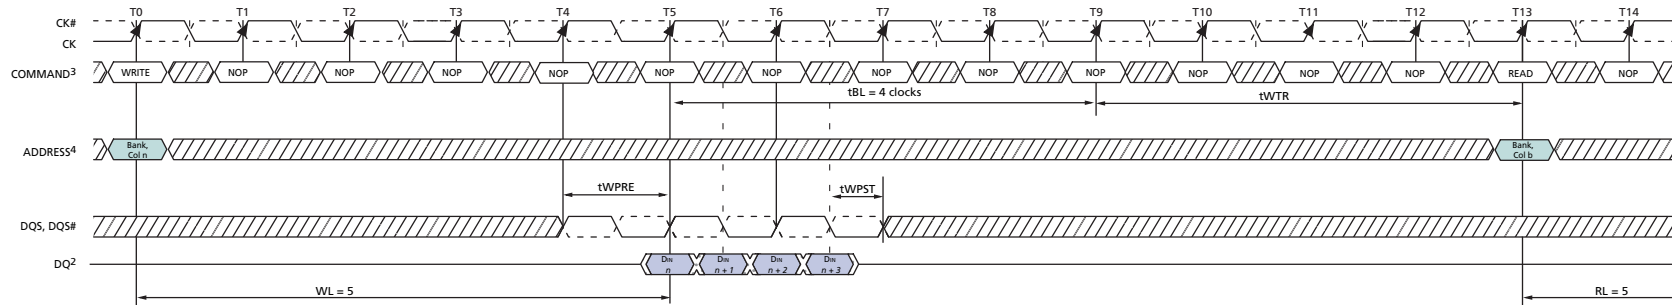 T0 T1 T2 T3 T4 T5 T6 T7 T8 T9 T10 T11 T12 T13 T14
CK#
CK
COMMAND3 WRITE NOP NOP NOP NOP NOP NOP NOP NOP NOP NOP NOP NOP READ NOP
tBL = 4 clocks tWTR
ADDRESS4 Bank, Col n Bank, Col b
tWPRE tWPST
DQS, DQS#
DQ2 DIN n DIN n + 1 DIN n + 2 DIN n + 3
WL = 5 RL = 5